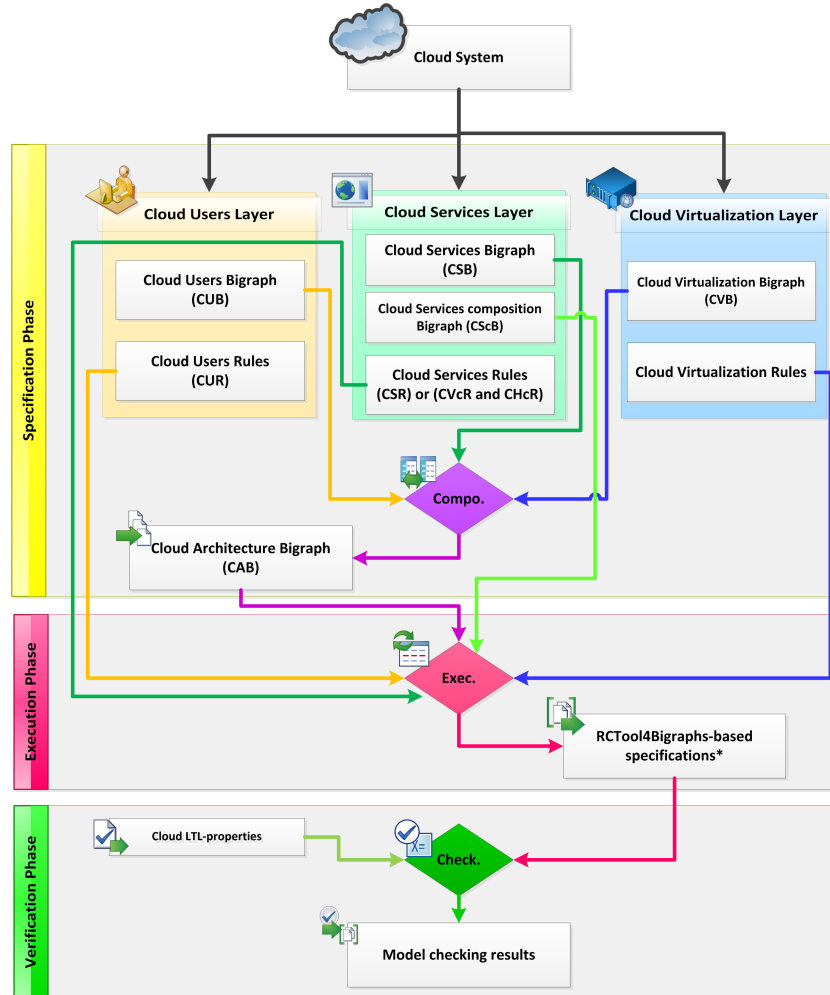 Cloud System
Specification Phase
Cloud Users Layer
Cloud Users Bigraph
(CUB)
Cloud Users Rules
(CUR)
Cloud Services Layer
Cloud Services Bigraph
(CSB)
Cloud Services composition
Bigraph (CScB)
Cloud Services Rules
(CSR) or (CVcR and CHcR)
Cloud Virtualization Layer
Cloud Virtualization Bigraph
(CVB)
Cloud Virtualization Rules
Compo.
Cloud Architecture Bigraph
(CAB)
Execution Phase
Exec.
RCTool4Bigraphs-based
specifications*
Verification Phase
Cloud LTL-properties
X=
Check.
Model checking results